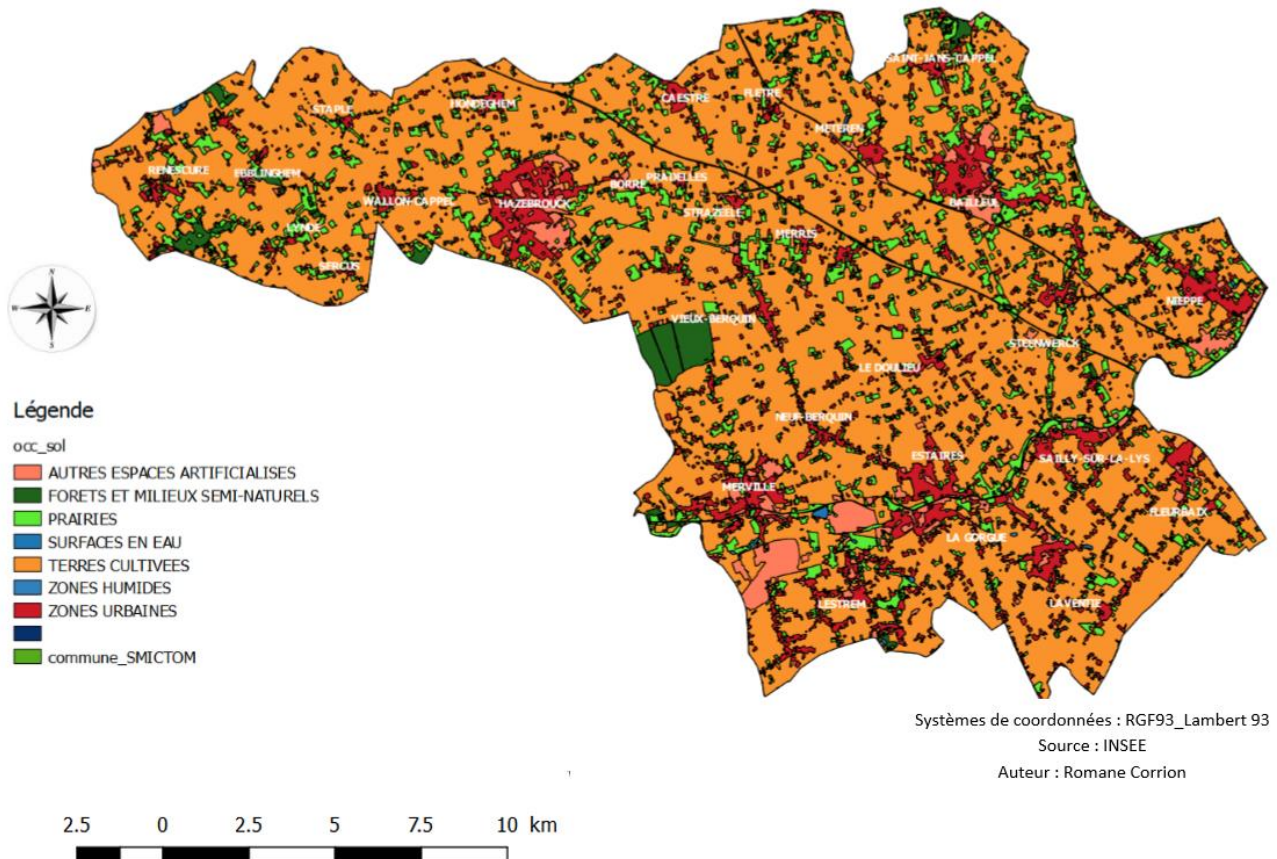 SAINT-JANS-CAPPEL
STAPLE
HONDEGHEM
CAESTRE
FLETRE
METEREN
RENESCURE
EBBLINGHEM
WALLON-CAPPEL
HAZEBROUCK
BORRE
PRADELLES
STRAZEELE
BAILLEUL
LYNDE
SERCUS
MERRIS
N
W
E
S
NIEPPE
VIEUX-BERQUIN
STEENWERCK
LE DOULIEU
NEUF-BERQUIN
ESTAIRES
SAILLY-SUR-LA-LYS
MERVILLE
FLEURBAIX
LA GORGUE
LESTREM
LAVENTIE
Légende
occ_sol
AUTRES ESPACES ARTIFICIALISES
FORETS ET MILIEUX SEMI-NATURELS
PRAIRIES
SURFACES EN EAU
TERRES CULTIVEES
ZONES HUMIDES
ZONES URBAINES
commune_SMICTOM
Systèmes de coordonnées : RGF93_Lambert 93
Source : INSEE
Auteur : Romane Corrion
2.5 0 2.5 5 7.5 10 km